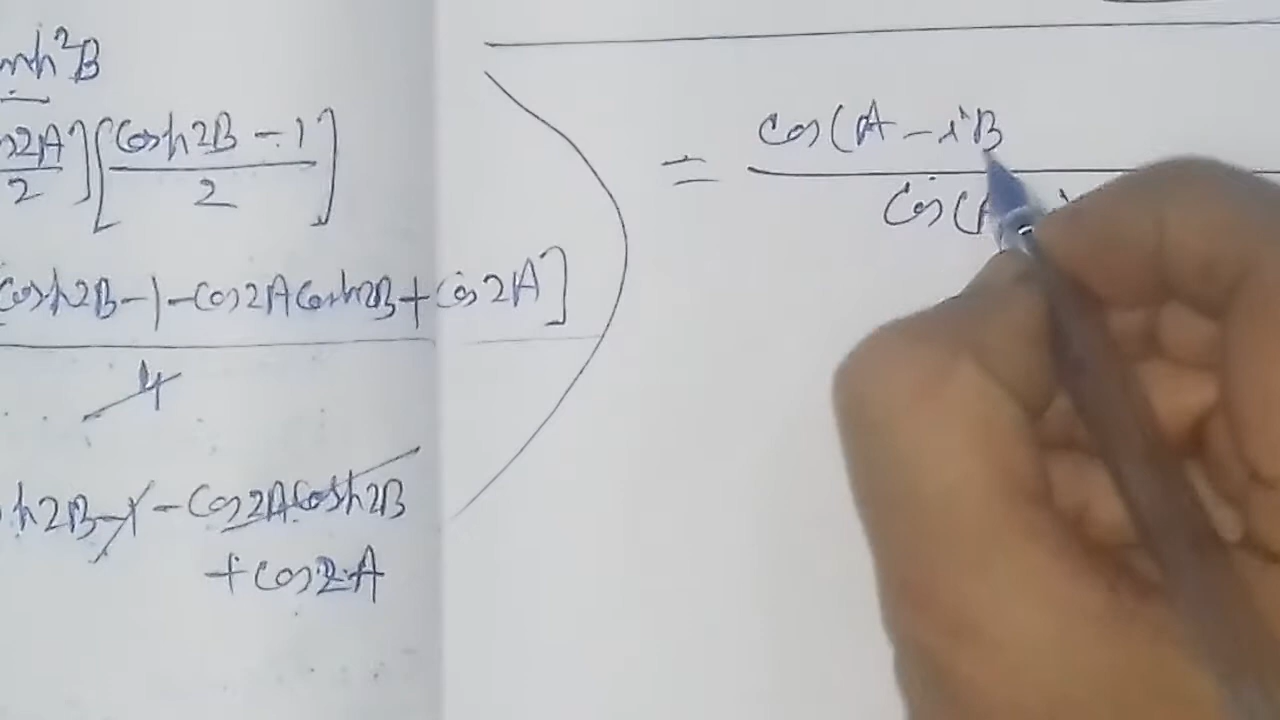 nh²B
2A/2][cosh2B - 1/2]
cosh2B - 1 - cos2A cosh2B + cos2A]
4
h2B - 1 - cos2A cosh2B
+ cos2A
= cos(A - iB
cos(A